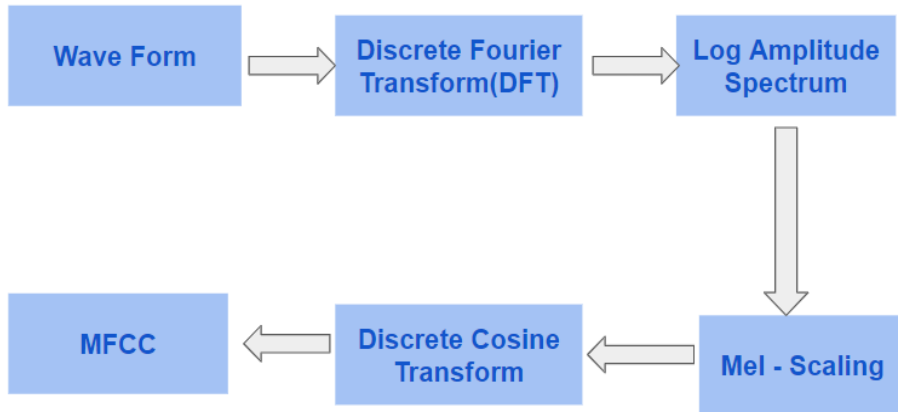 Wave Form
Discrete Fourier
Transform(DFT)
Log Amplitude
Spectrum
Mel - Scaling
Discrete Cosine
Transform
MFCC